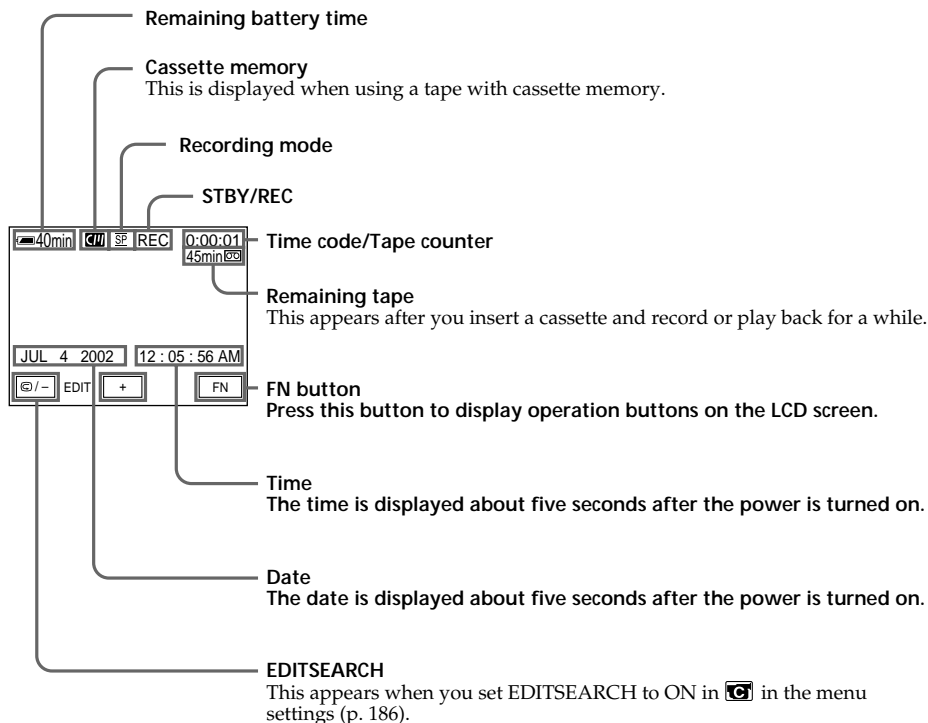 Remaining battery time
Cassette memory
This is displayed when using a tape with cassette memory.
Recording mode
STBY/REC
40min SP REC 0:00:01
45min
Time code/Tape counter
Remaining tape
This appears after you insert a cassette and record or play back for a while.
JUL 4 2002 12 : 05 : 56 AM
©/– EDIT + FN
FN button
Press this button to display operation buttons on the LCD screen.
Time
The time is displayed about five seconds after the power is turned on.
Date
The date is displayed about five seconds after the power is turned on.
EDITSEARCH
This appears when you set EDITSEARCH to ON in in the menu
settings (p. 186).